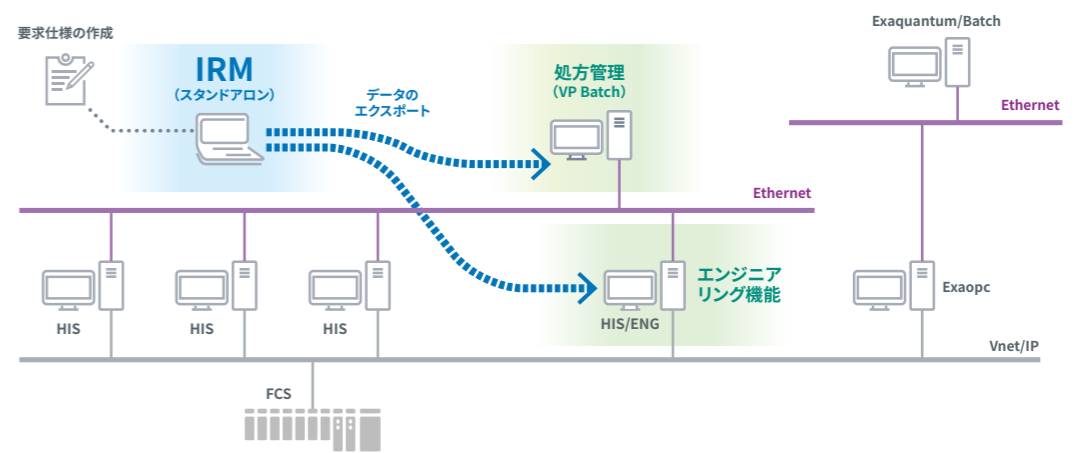 要求仕様の作成
IRM
（スタンドアロン）
データの
エクスポート
処方管理
（VP Batch）
Exaquantum/Batch
Ethernet
Ethernet
HIS
HIS
HIS
HIS/ENG
エンジニア
リング機能
Exaopc
Vnet/IP
FCS